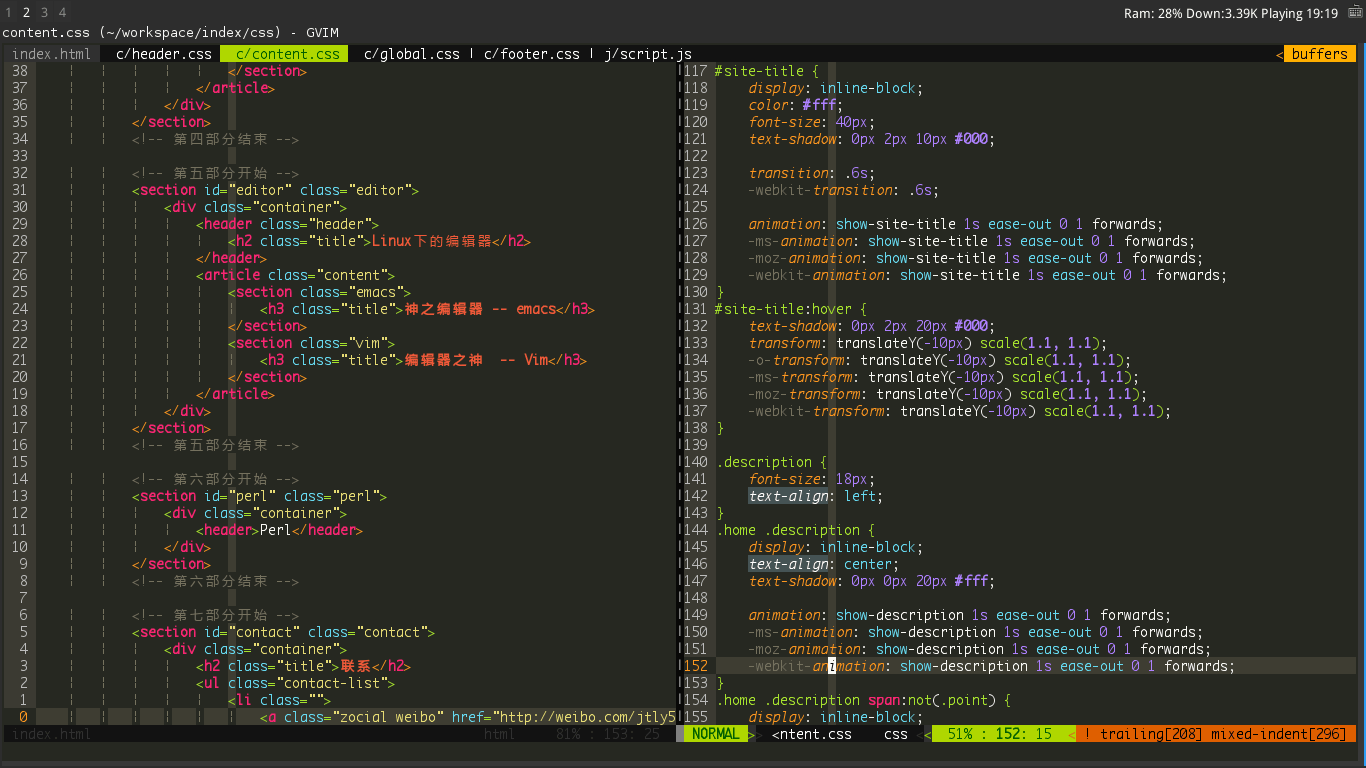 1 2 3 4
Ram: 28% Down:3.39K Playing 19:19
content.css (~/workspace/index/css) - GVIM
index.html c/header.css c/content.css c/global.css | c/footer.css | j/script.js < buffers
38 </section>
37 </article>
36 </div>
35 </section>
34 <!-- 第四部分结束 -->
33
32 <!-- 第五部分开始 -->
31 <section id="editor" class="editor">
30 <div class="container">
29 <header class="header">
28 <h2 class="title">Linux下的编辑器</h2>
27 </header>
26 <article class="content">
25 <section class="emacs">
24 <h3 class="title">神之编辑器 -- emacs</h3>
23 </section>
22 <section class="vim">
21 <h3 class="title">编辑器之神  -- Vim</h3>
20 </section>
19 </article>
18 </div>
17 </section>
16 <!-- 第五部分结束 -->
15
14 <!-- 第六部分开始 -->
13 <section id="perl" class="perl">
12 <div class="container">
11 <header>Perl</header>
10 </div>
9 </section>
8 <!-- 第六部分结束 -->
7
6 <!-- 第七部分开始 -->
5 <section id="contact" class="contact">
4 <div class="container">
3 <h2 class="title">联系</h2>
2 <ul class="contact-list">
1 <li class="">
0 <a class="zocial weibo" href="http://weibo.com/jtly5
index.html html 81% : 153: 25
117 #site-title {
118 display: inline-block;
119 color: #fff;
120 font-size: 40px;
121 text-shadow: 0px 2px 10px #000;
122
123 transition: .6s;
124 -webkit-transition: .6s;
125
126 animation: show-site-title 1s ease-out 0 1 forwards;
127 -ms-animation: show-site-title 1s ease-out 0 1 forwards;
128 -moz-animation: show-site-title 1s ease-out 0 1 forwards;
129 -webkit-animation: show-site-title 1s ease-out 0 1 forwards;
130 }
131 #site-title:hover {
132 text-shadow: 0px 2px 20px #000;
133 transform: translateY(-10px) scale(1.1, 1.1);
134 -o-transform: translateY(-10px) scale(1.1, 1.1);
135 -ms-transform: translateY(-10px) scale(1.1, 1.1);
136 -moz-transform: translateY(-10px) scale(1.1, 1.1);
137 -webkit-transform: translateY(-10px) scale(1.1, 1.1);
138 }
139
140 .description {
141 font-size: 18px;
142 text-align: left;
143 }
144 .home .description {
145 display: inline-block;
146 text-align: center;
147 text-shadow: 0px 0px 20px #fff;
148
149 animation: show-description 1s ease-out 0 1 forwards;
150 -ms-animation: show-description 1s ease-out 0 1 forwards;
151 -moz-animation: show-description 1s ease-out 0 1 forwards;
152 -webkit-animation: show-description 1s ease-out 0 1 forwards;
153 }
154 .home .description span:not(.point) {
155 display: inline-block;
NORMAL >> <ntent.css css << 51% : 152: 15 < ! trailing[208] mixed-indent[296]